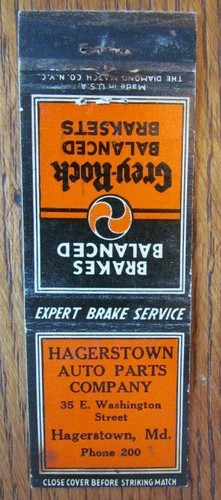 Made in U.S.A.
THE DIAMOND MATCH CO. N.Y.C.
Grey-Rock
BALANCED
BRAKSETS
BRAKES
BALANCED
EXPERT BRAKE SERVICE
HAGERSTOWN
AUTO PARTS
COMPANY
35 E. Washington
Street
Hagerstown, Md.
Phone 200
CLOSE COVER BEFORE STRIKING MATCH